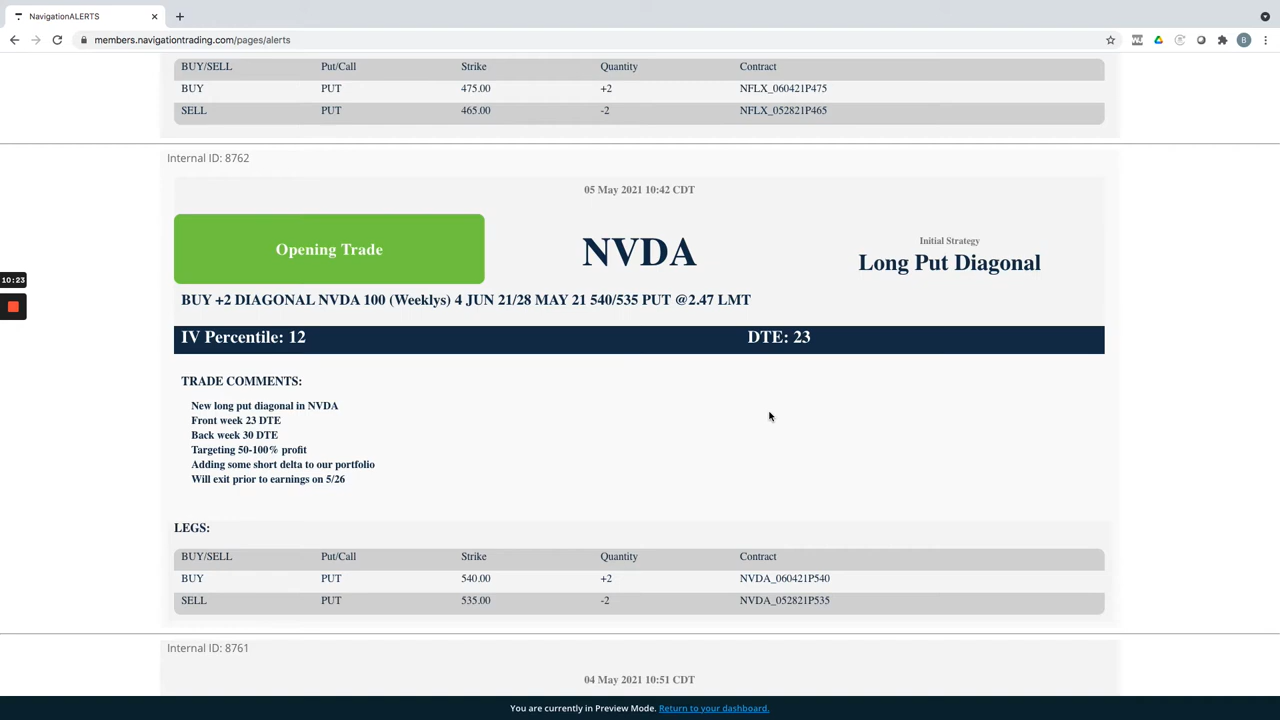 NavigationALERTS
members.navigationtrading.com/pages/alerts
B
BUY/SELL Put/Call Strike Quantity Contract
BUY PUT 475.00 +2 NFLX_060421P475
SELL PUT 465.00 -2 NFLX_052821P465
Internal ID: 8762
05 May 2021 10:42 CDT
Opening Trade
NVDA
Initial Strategy
Long Put Diagonal
10:23
BUY +2 DIAGONAL NVDA 100 (Weeklys) 4 JUN 21/28 MAY 21 540/535 PUT @2.47 LMT
IV Percentile: 12 DTE: 23
TRADE COMMENTS:
New long put diagonal in NVDA
Front week 23 DTE
Back week 30 DTE
Targeting 50-100% profit
Adding some short delta to our portfolio
Will exit prior to earnings on 5/26
LEGS:
BUY/SELL Put/Call Strike Quantity Contract
BUY PUT 540.00 +2 NVDA_060421P540
SELL PUT 535.00 -2 NVDA_052821P535
Internal ID: 8761
04 May 2021 10:51 CDT
You are currently in Preview Mode. Return to your dashboard.